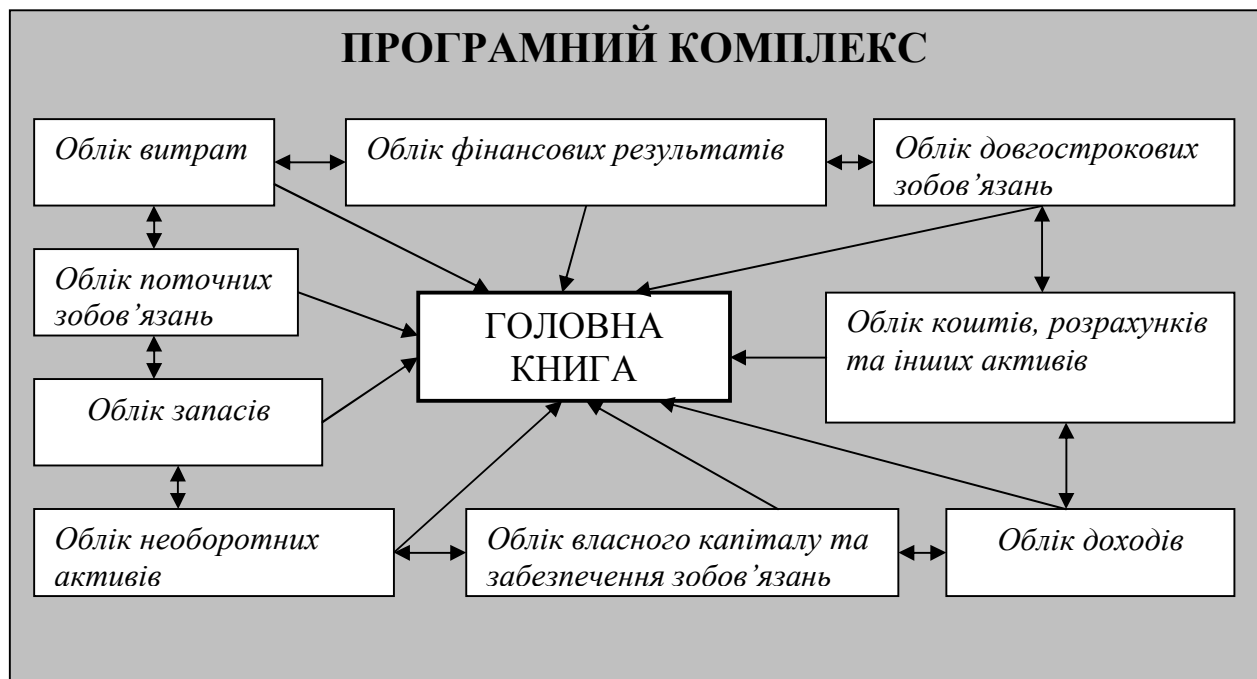 ПРОГРАМНИЙ КОМПЛЕКС
Облік витрат
Облік фінансових результатів
Облік довгострокових
зобов’язань
Облік поточних
зобов’язань
ГОЛОВНА
КНИГА
Облік коштів, розрахунків
та інших активів
Облік запасів
Облік необоротних
активів
Облік власного капіталу та
забезпечення зобов’язань
Облік доходів